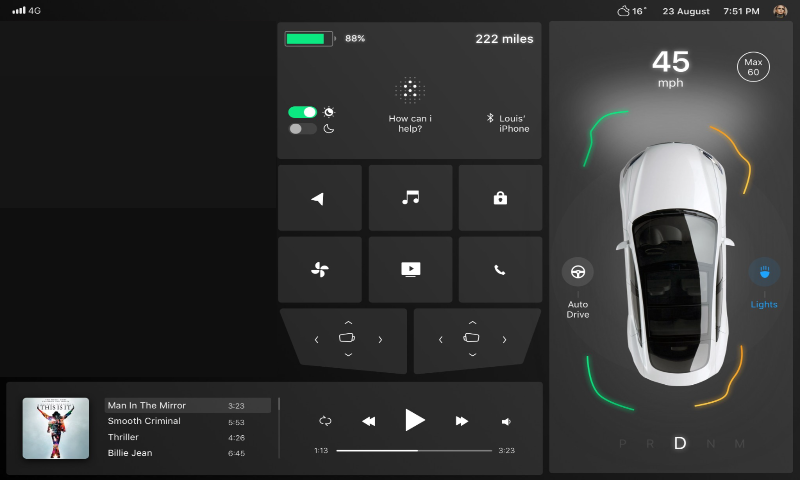 4G
16°
23 August
7:51 PM
88%
222 miles
How can i
help?
Louis'
iPhone
45
mph
Max
60
Auto
Drive
Lights
P R D N M
THIS IS IT
Man In The Mirror 3:23
Smooth Criminal 5:53
Thriller 4:26
Billie Jean 6:45
1:13
3:23